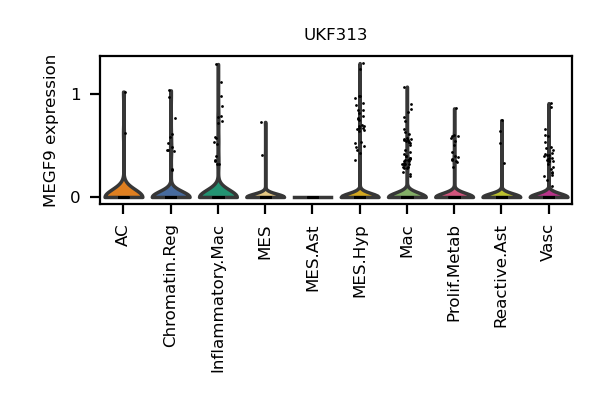 UKF313
MEGF9 expression
1
0
AC
Chromatin.Reg
Inflammatory.Mac
MES
MES.Ast
MES.Hyp
Mac
Prolif.Metab
Reactive.Ast
Vasc